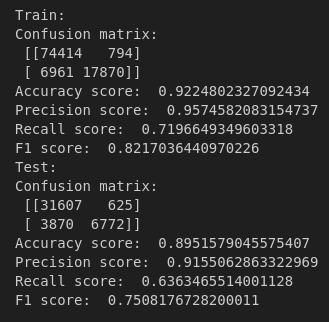 Train:
Confusion matrix:
[[74414 794]
[ 6961 17870]]
Accuracy score: 0.9224802327092434
Precision score: 0.9574582083154737
Recall score: 0.7196649349603318
F1 score: 0.8217036440970226
Test:
Confusion matrix:
[[31607 625]
[ 3870 6772]]
Accuracy score: 0.8951579045575407
Precision score: 0.9155062863322969
Recall score: 0.6363465514001128
F1 score: 0.7508176728200011